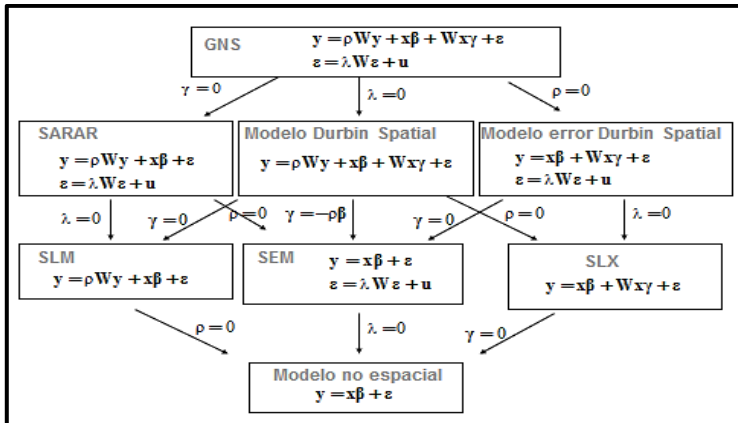 GNS
y = ρWy + xβ + Wxγ + ε
ε = λWε + u
γ = 0
λ = 0
ρ = 0
SARAR
y = ρWy + xβ + ε
ε = λWε + u
Modelo Durbin Spatial
y = ρWy + xβ + Wxγ + ε
Modelo error Durbin Spatial
y = xβ + Wxγ + ε
ε = λWε + u
λ = 0
γ = 0
ρ = 0
γ = −ρβ
γ = 0
ρ = 0
λ = 0
SLM
y = ρWy + xβ + ε
SEM
y = xβ + ε
ε = λWε + u
SLX
y = xβ + Wxγ + ε
ρ = 0
λ = 0
γ = 0
Modelo no espacial
y = xβ + ε